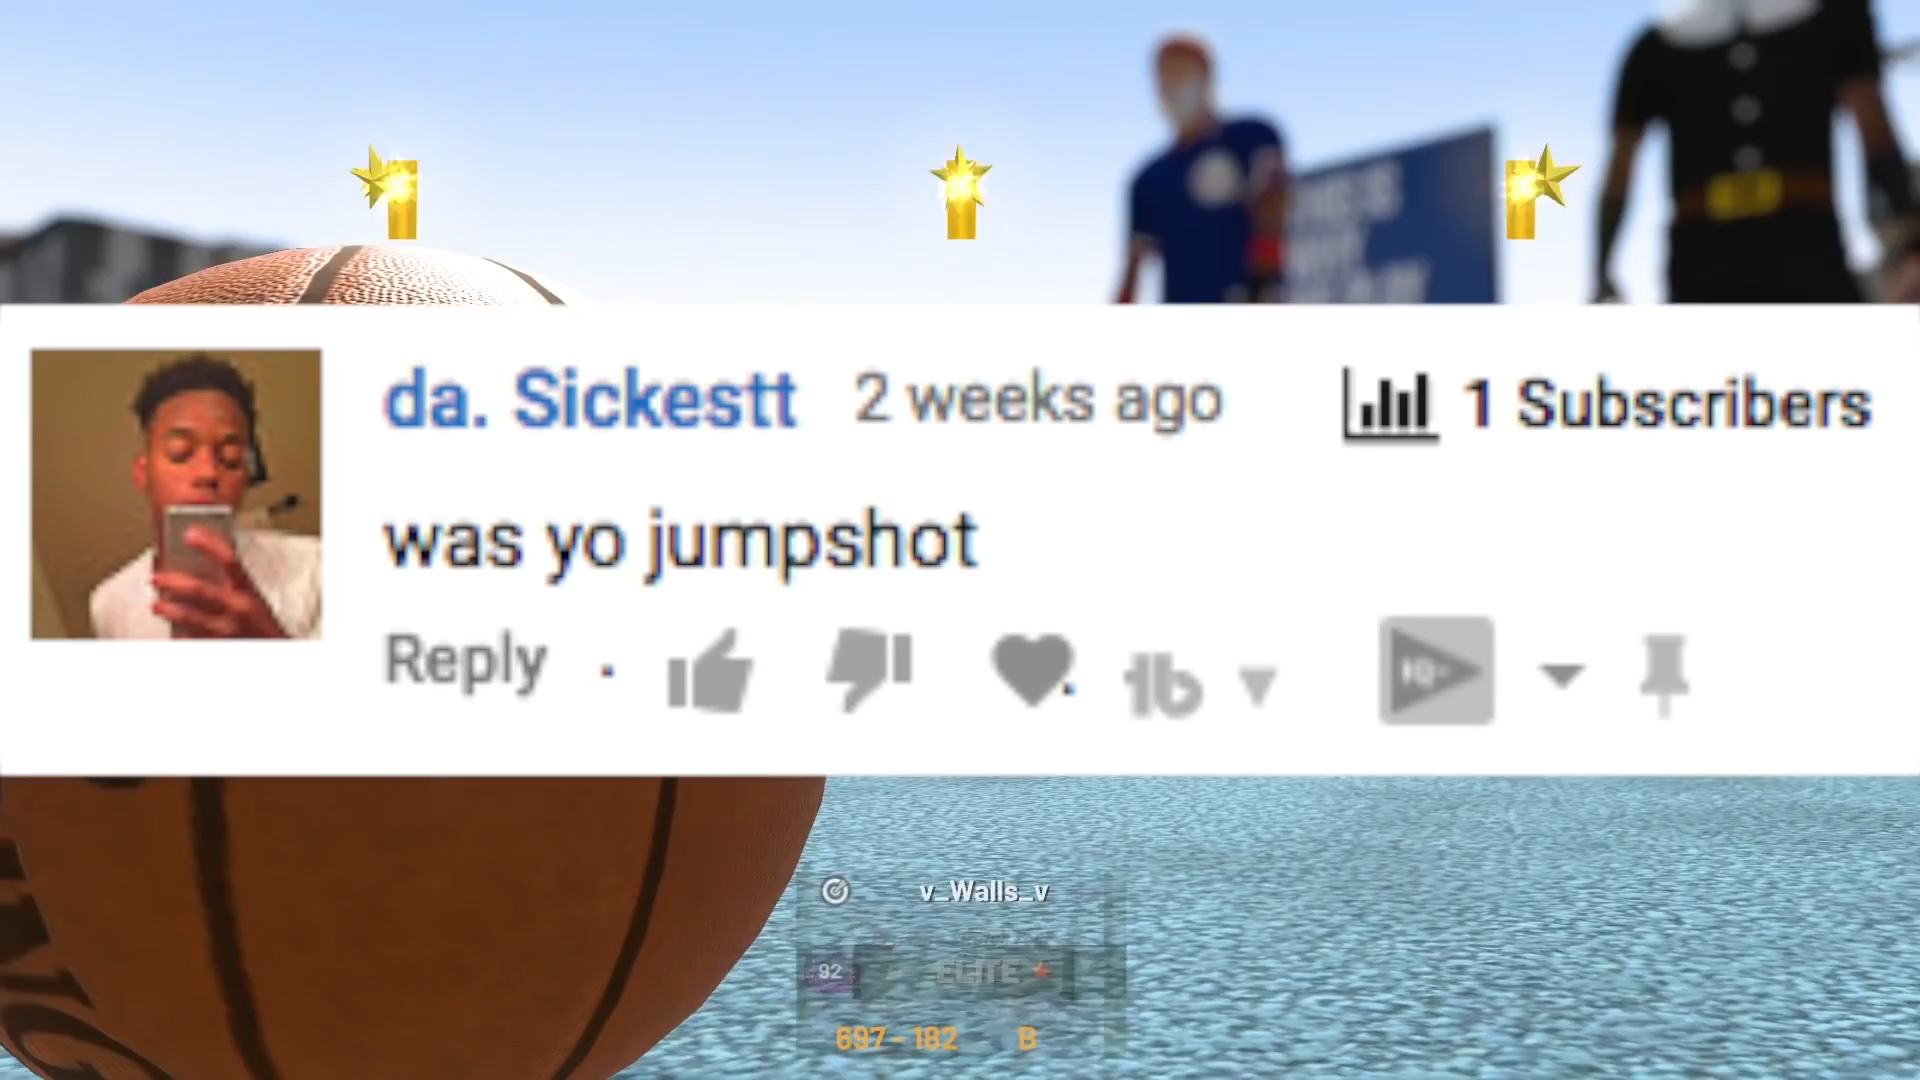 da. Sickestt 2 weeks ago 1 Subscribers
was yo jumpshot
Reply
v_Walls_v
92 ELITE
697 - 182 B